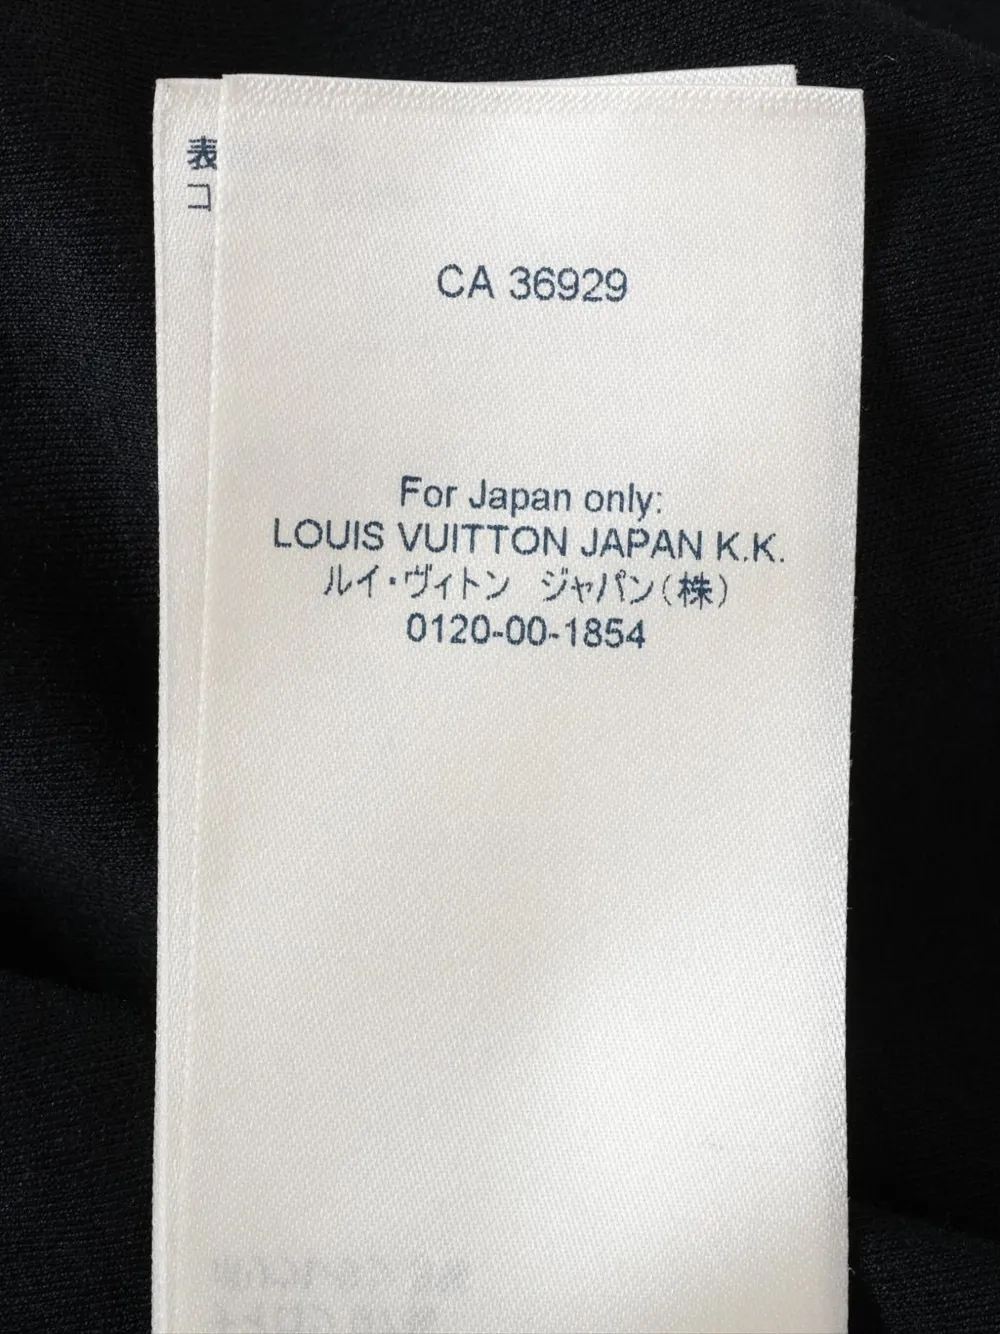 表
コ
CA 36929
For Japan only:
LOUIS VUITTON JAPAN K.K.
ルイ・ヴィトン ジャパン(株)
0120-00-1854